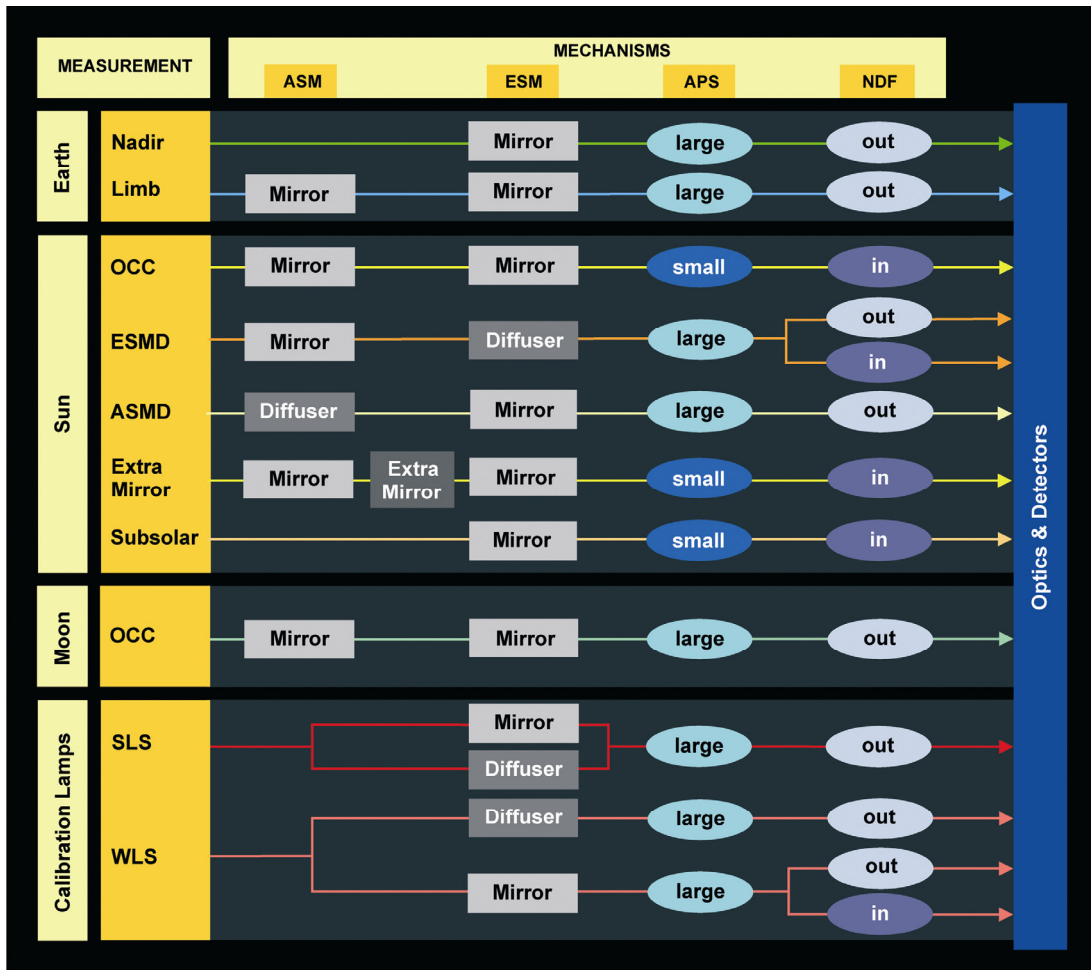 MEASUREMENT
MECHANISMS
ASM ESM APS NDF
Earth
Nadir Mirror large out
Limb Mirror Mirror large out
Sun
OCC Mirror Mirror small in
ESMD Mirror Diffuser large out
in
ASMD Diffuser Mirror large out
Extra
Mirror Mirror Extra
Mirror Mirror small in
Subsolar Mirror small in
Moon
OCC Mirror Mirror large out
Calibration Lamps
SLS Mirror large out
Diffuser
WLS Diffuser large out
Mirror large out
in
Optics & Detectors